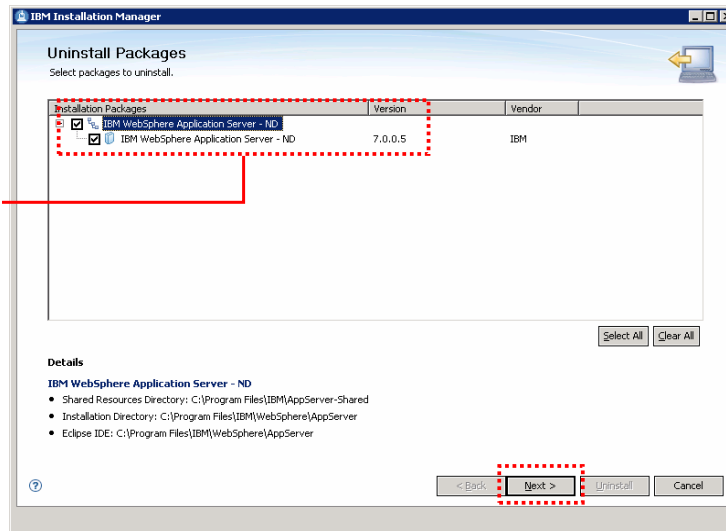 IBM Installation Manager
Uninstall Packages
Select packages to uninstall.
Installation Packages Version Vendor
IBM WebSphere Application Server - ND
IBM WebSphere Application Server - ND 7.0.0.5 IBM
Select All Clear All
Details
IBM WebSphere Application Server - ND
• Shared Resources Directory: C:\Program Files\IBM\AppServer-Shared
• Installation Directory: C:\Program Files\IBM\WebSphere\AppServer
• Eclipse IDE: C:\Program Files\IBM\WebSphere\AppServer
? < Back Next > Uninstall Cancel